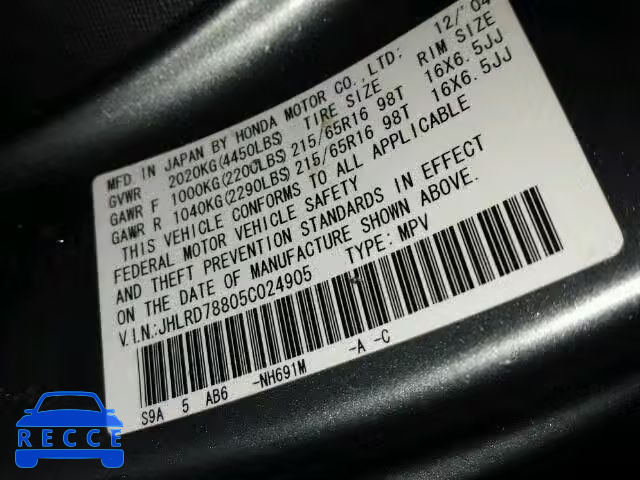 MFD. IN JAPAN BY HONDA MOTOR CO.,LTD: 12/'04
GVWR 2020KG(4450LBS) TIRE SIZE RIM SIZE
GAWR F 1000KG(2200LBS)215/65R16 98T 16X6.5JJ
GAWR R 1040KG(2290LBS)215/65R16 98T 16X6.5JJ
THIS VEHICLE CONFORMS TO ALL APPLICABLE
FEDERAL MOTOR VEHICLE SAFETY
AND THEFT PREVENTION STANDARDS IN EFFECT
ON THE DATE OF MANUFACTURE SHOWN ABOVE.
V.I.N:JHLRD78805C024905 TYPE: MPV
S9A 5 AB6 -NH691M -A -C
RECCE